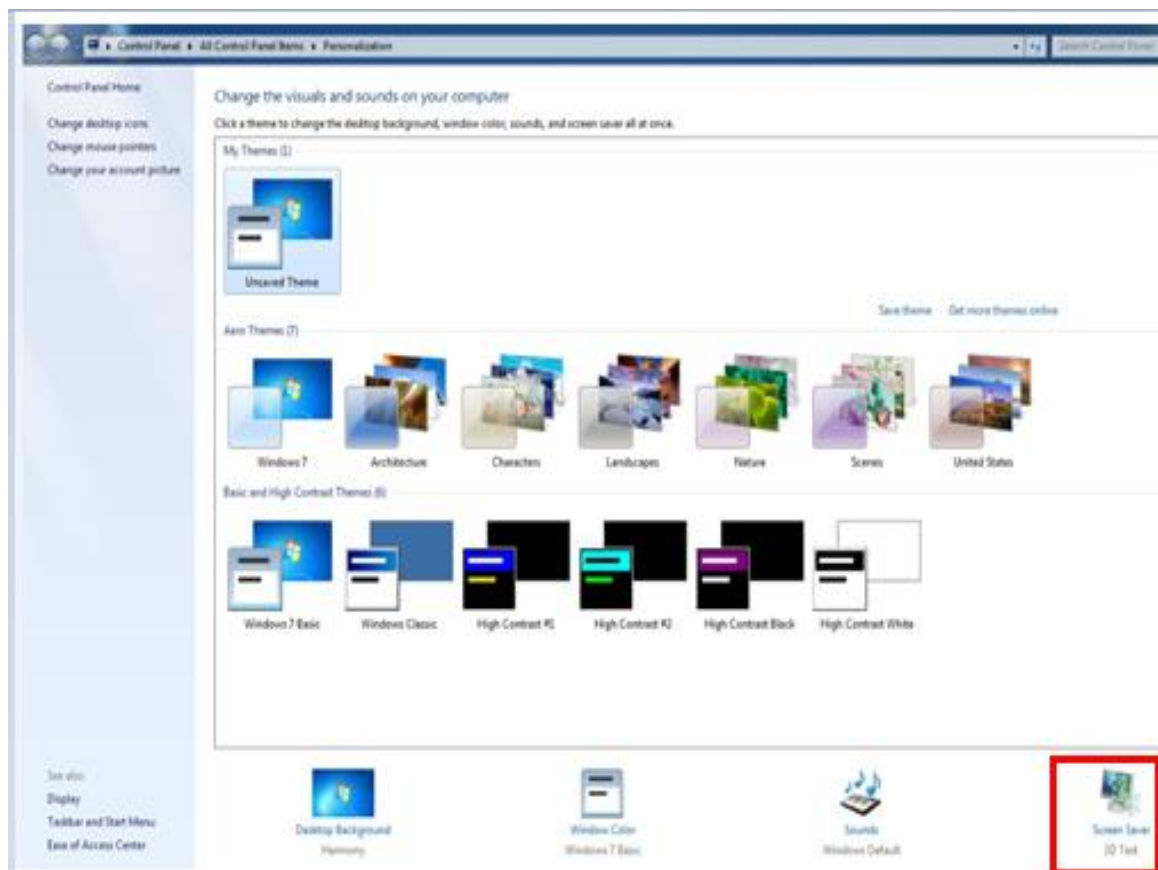 Control Panel All Control Panel Items Personalization Search Control Panel
Control Panel Home
Change desktop icons
Change mouse pointers
Change your account picture
Change the visuals and sounds on your computer
Click a theme to change the desktop background, window color, sounds, and screen saver all at once.
My Themes (1)
Unsaved Theme
Save theme Get more themes online
Aero Themes (7)
Windows 7 Architecture Characters Landscapes Nature Scenes United States
Basic and High Contrast Themes (6)
Windows 7 Basic Windows Classic High Contrast #1 High Contrast #2 High Contrast Black High Contrast White
See also
Display
Taskbar and Start Menu
Ease of Access Center
Desktop Background
Harmony
Window Color
Windows 7 Basic
Sounds
Windows Default
Screen Saver
3D Text